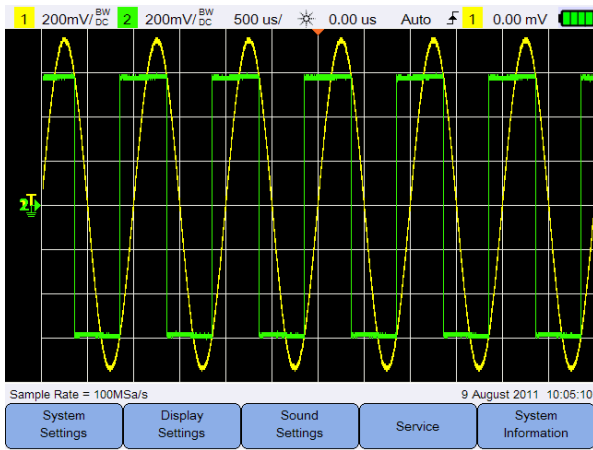 1 200mV/ BW DC 2 200mV/ BW DC 500 us/ 0.00 us Auto 1 0.00 mV
2 T
Sample Rate = 100MSa/s 9 August 2011 10:05:10
System Settings Display Settings Sound Settings Service System Information